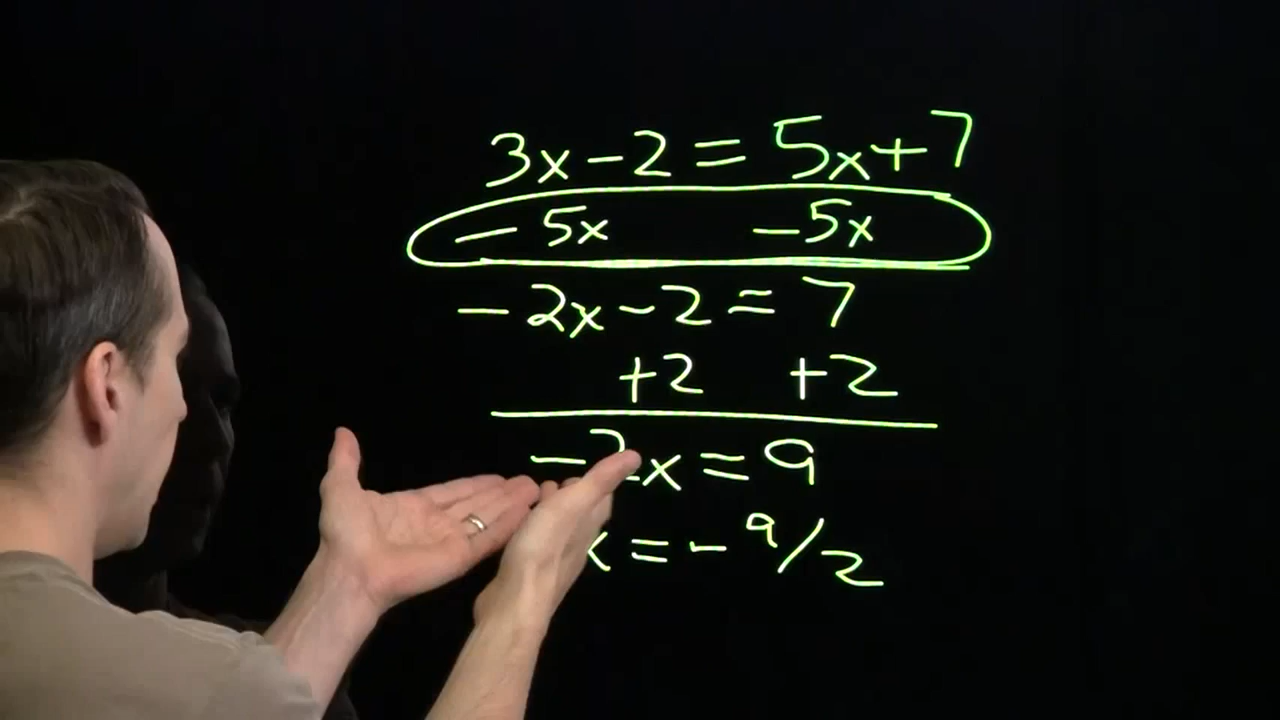 3x-2=5x+7
-5x -5x
-2x-2=7
+2 +2
-2x=9
x=-9/2